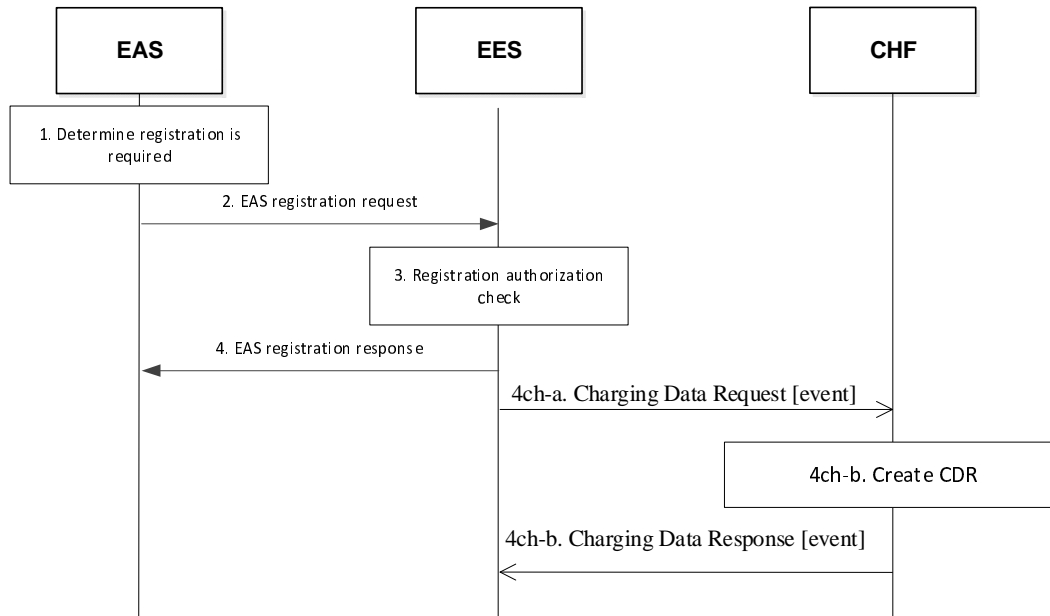 EAS
EES
CHF
1. Determine registration is
required
2. EAS registration request
3. Registration authorization
check
4. EAS registration response
4ch-a. Charging Data Request [event]
4ch-b. Create CDR
4ch-b. Charging Data Response [event]